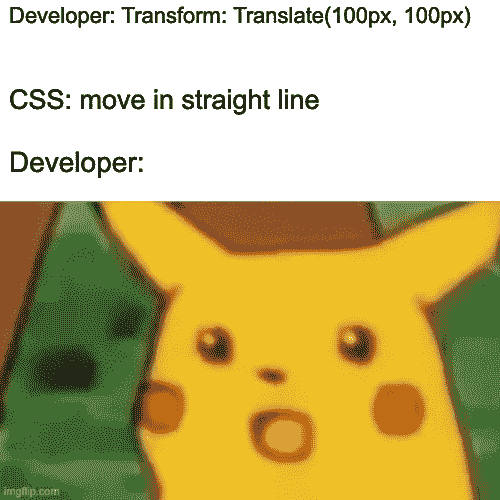 Developer: Transform: Translate(100px, 100px)
CSS: move in straight line
Developer:
imgflip.com